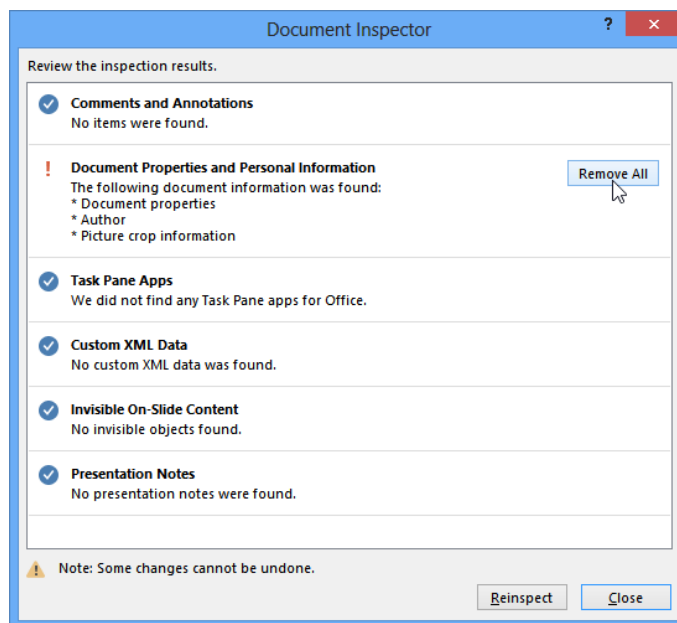 Document Inspector
?
Review the inspection results.
Comments and Annotations
No items were found.
!
Document Properties and Personal Information
Remove All
The following document information was found:
* Document properties
* Author
* Picture crop information
Task Pane Apps
We did not find any Task Pane apps for Office.
Custom XML Data
No custom XML data was found.
Invisible On-Slide Content
No invisible objects found.
Presentation Notes
No presentation notes were found.
Note: Some changes cannot be undone.
Reinspect
Close